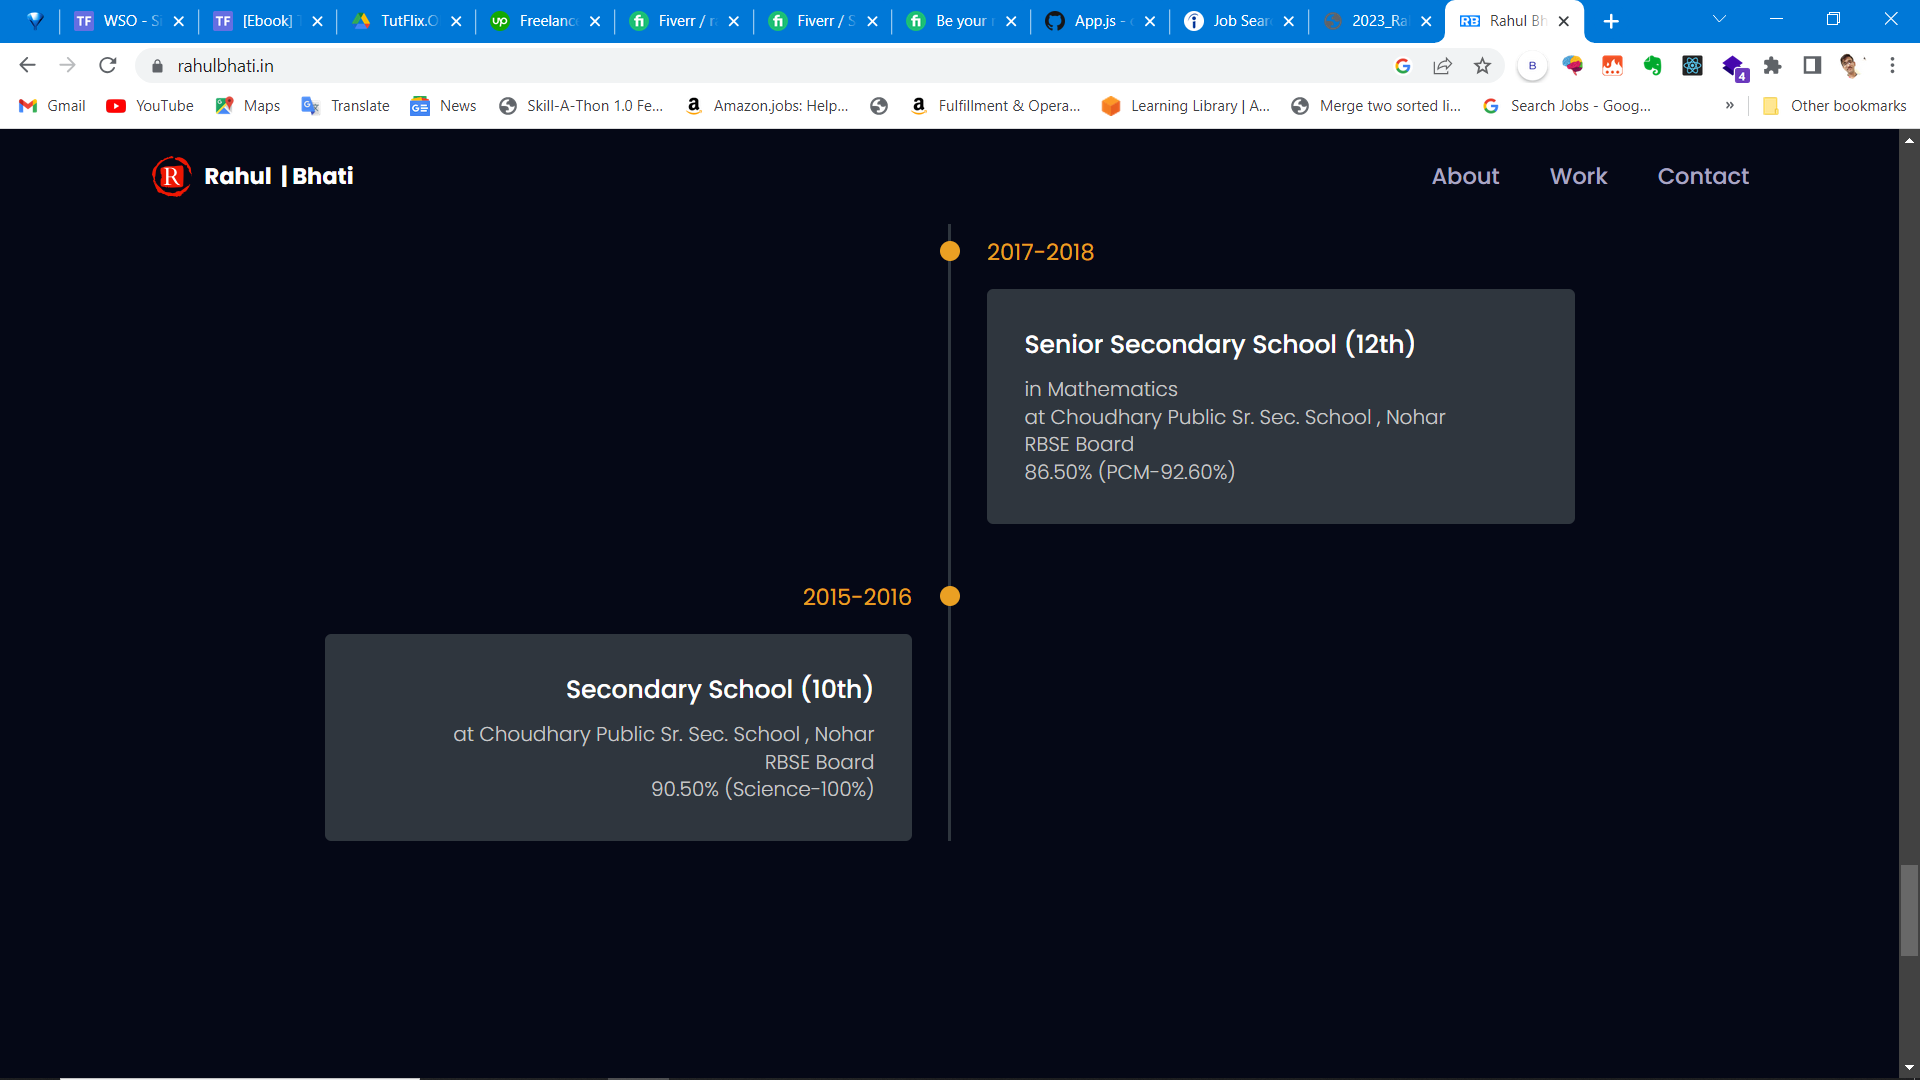 WSO - Si
[Ebook] T
TutFlix.O
Freelanc
Fiverr / ra
Fiverr / S
Be your
App.js - c
Job Sear
2023_Ra
Rahul Bh
rahulbhati.in
Gmail
YouTube
Maps
Translate
News
Skill-A-Thon 1.0 Fe...
Amazon.jobs: Help...
Fulfillment & Opera...
Learning Library | A...
Merge two sorted li...
Search Jobs - Goog...
»
Other bookmarks
Rahul | Bhati
About
Work
Contact
2017-2018
Senior Secondary School (12th)
in Mathematics
at Choudhary Public Sr. Sec. School , Nohar
RBSE Board
86.50% (PCM-92.60%)
2015-2016
Secondary School (10th)
at Choudhary Public Sr. Sec. School , Nohar
RBSE Board
90.50% (Science-100%)